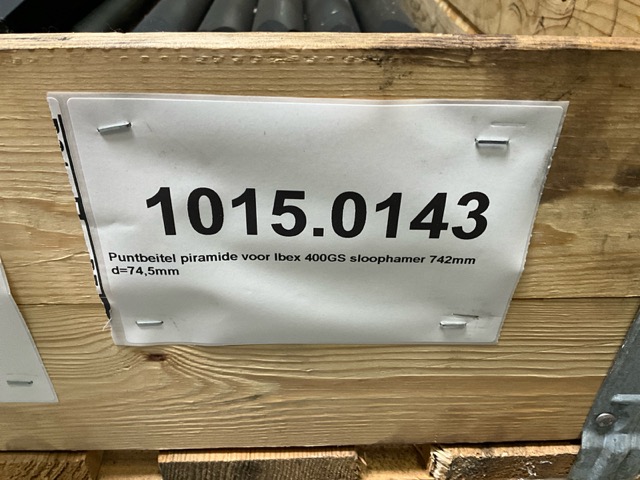 1015.0143
Puntbeitel piramide voor Ibex 400GS sloophamer 742mm
d=74,5mm